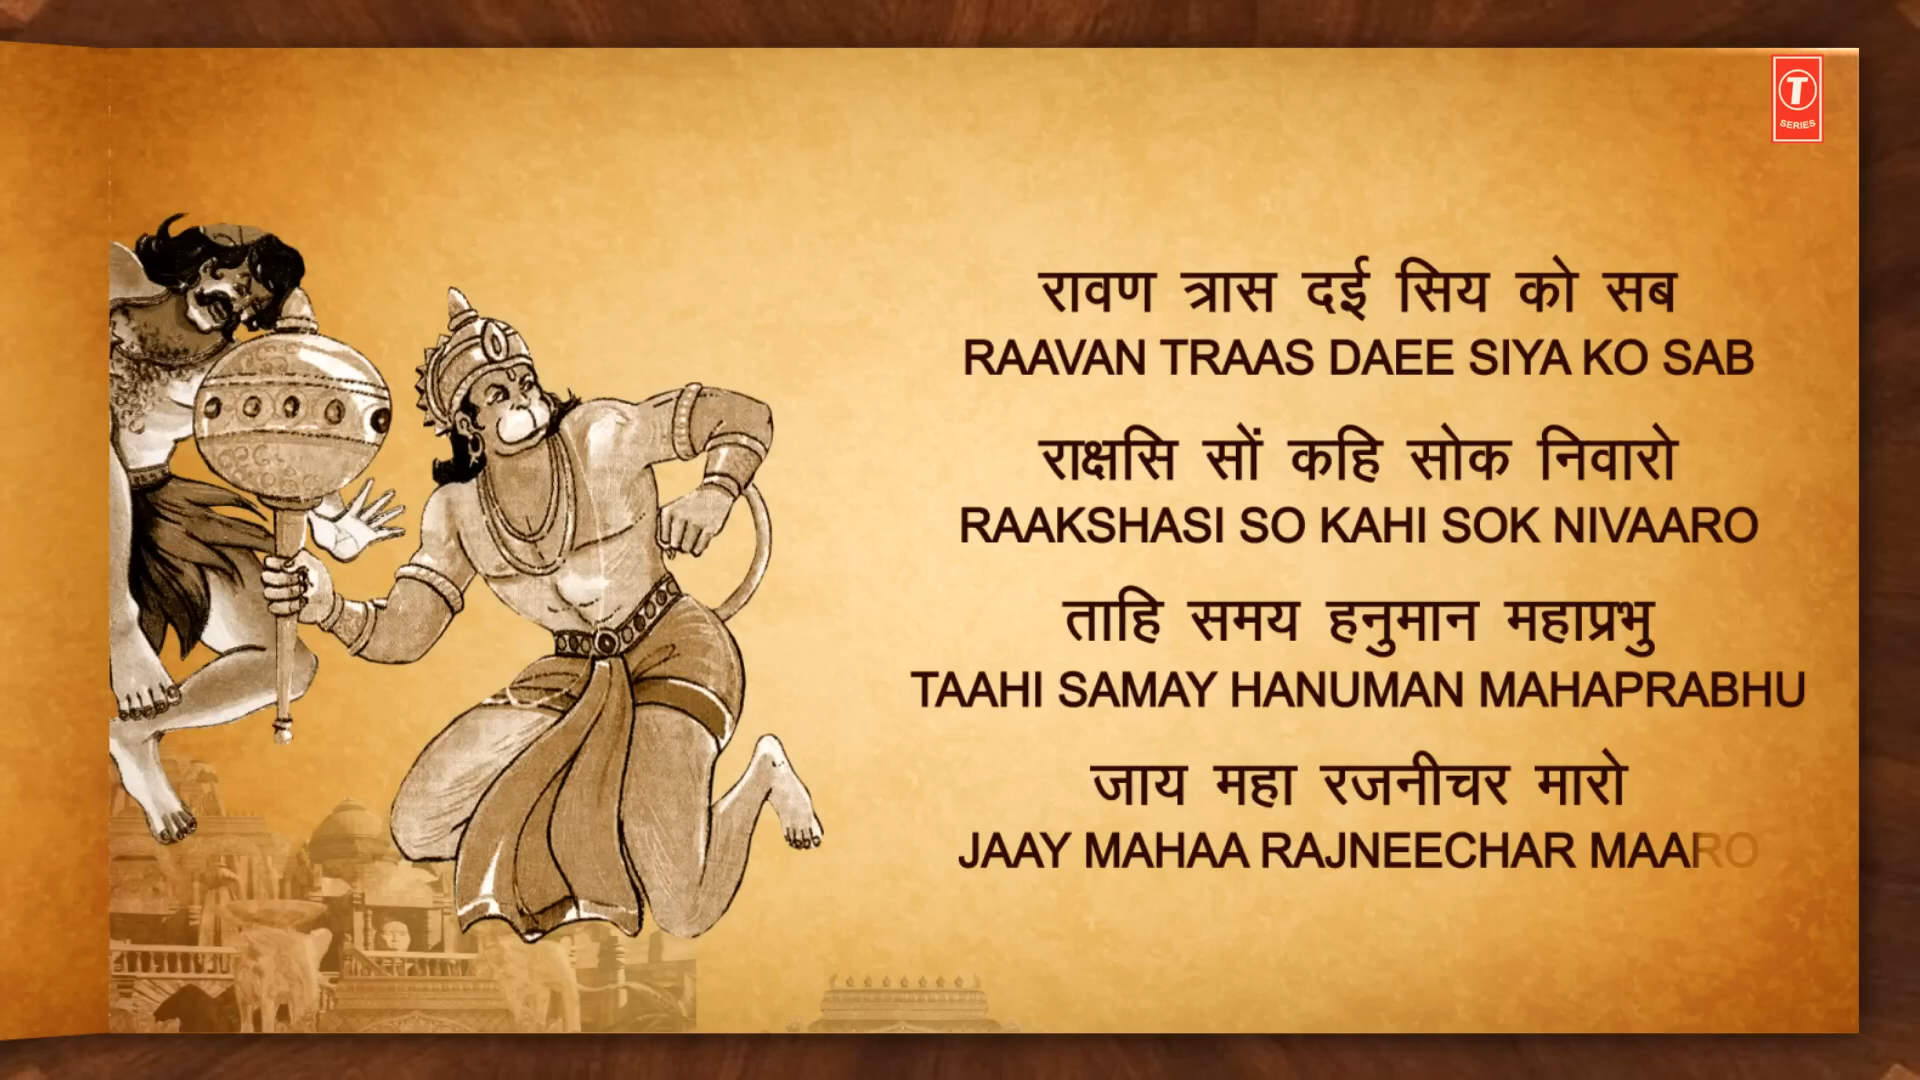 T
SERIES
रावण त्रास दई सिय को सब
RAAVAN TRAAS DAEE SIYA KO SAB
राक्षसि सों कहि सोक निवारो
RAAKSHASI SO KAHI SOK NIVAARO
ताहि समय हनुमान महाप्रभु
TAAHI SAMAY HANUMAN MAHAPRABHU
जाय महा रजनीचर मारो
JAAY MAHAA RAJNEECHAR MAARO